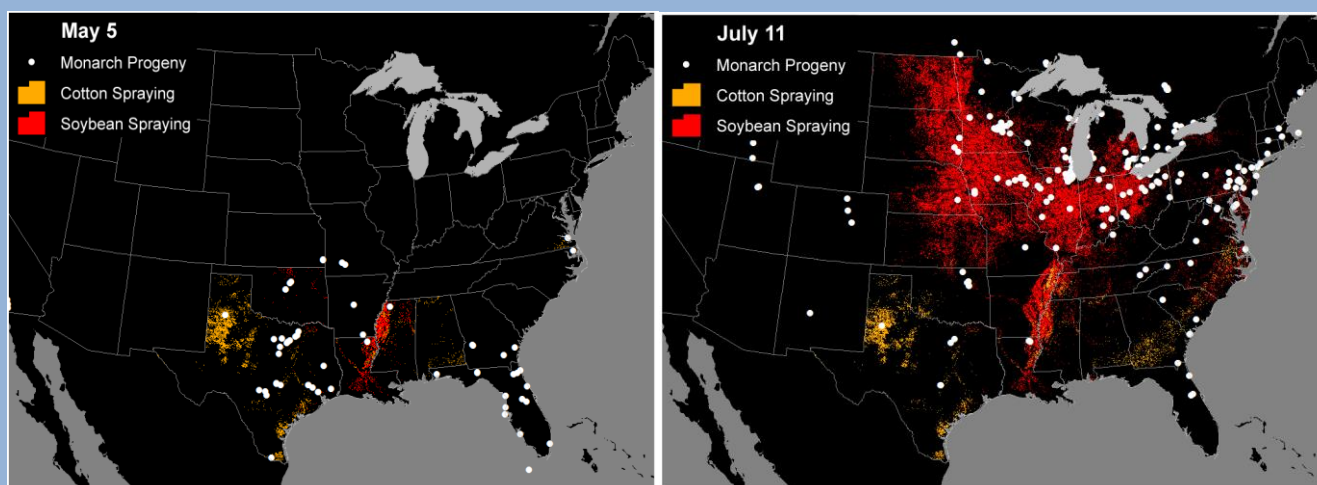 May 5
Monarch Progeny
Cotton Spraying
Soybean Spraying
July 11
Monarch Progeny
Cotton Spraying
Soybean Spraying